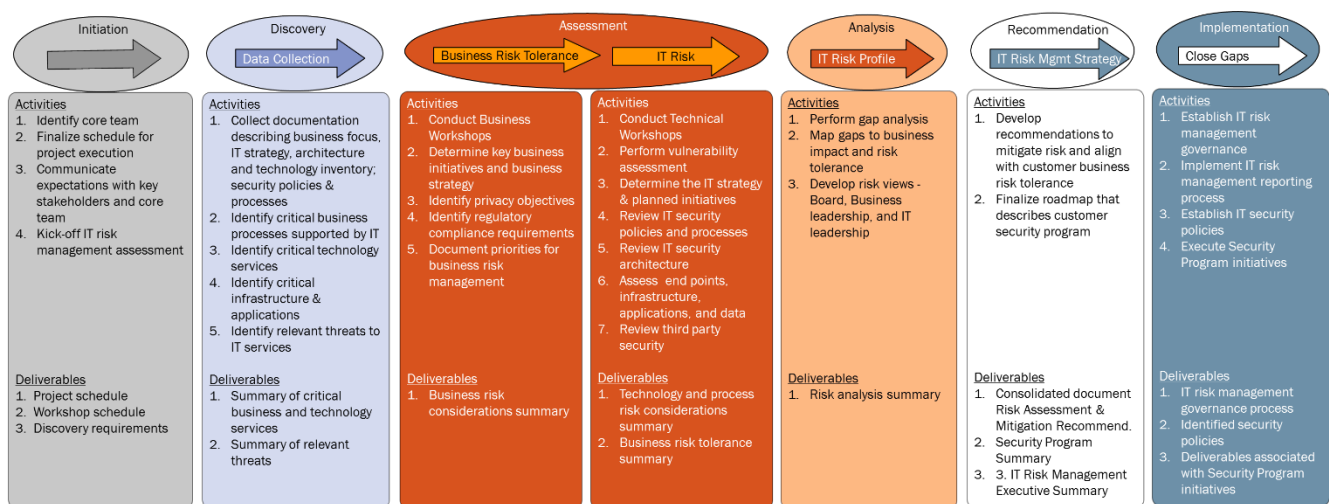 Initiation
Discovery
Data Collection
Assessment
Business Risk Tolerance
IT Risk
Analysis
IT Risk Profile
Recommendation
IT Risk Mgmt Strategy
Implementation
Close Gaps
Activities
1. Identify core team
2. Finalize schedule for
project execution
3. Communicate
expectations with key
stakeholders and core
team
4. Kick-off IT risk
management assessment
Deliverables
1. Project schedule
2. Workshop schedule
3. Discovery requirements
Activities
1. Collect documentation
describing business focus,
IT strategy, architecture
and technology inventory;
security policies &
processes
2. Identify critical business
processes supported by IT
3. Identify critical technology
services
4. Identify critical
infrastructure &
applications
5. Identify relevant threats to
IT services
Deliverables
1. Summary of critical
business and technology
services
2. Summary of relevant
threats
Activities
1. Conduct Business
Workshops
2. Determine key business
initiatives and business
strategy
3. Identify privacy objectives
4. Identify regulatory
compliance requirements
5. Document priorities for
business risk
management
Deliverables
1. Business risk
considerations summary
Activities
1. Conduct Technical
Workshops
2. Perform vulnerability
assessment
3. Determine the IT strategy
& planned initiatives
4. Review IT security
policies and processes
5. Review IT security
architecture
6. Assess end points,
infrastructure,
applications, and data
7. Review third party
security
Deliverables
1. Technology and process
risk considerations
summary
2. Business risk tolerance
summary
Activities
1. Perform gap analysis
2. Map gaps to business
impact and risk
tolerance
3. Develop risk views -
Board, Business
leadership, and IT
leadership
Deliverables
1. Risk analysis summary
Activities
1. Develop
recommendations to
mitigate risk and align
with customer business
risk tolerance
2. Finalize roadmap that
describes customer
security program
Deliverables
1. Consolidated document
Risk Assessment &
Mitigation Recommend.
2. Security Program
Summary
3. 3. IT Risk Management
Executive Summary
Activities
1. Establish IT risk
management
governance
2. Implement IT risk
management reporting
process
3. Establish IT security
policies
4. Execute Security
Program initiatives
Deliverables
1. IT risk management
governance process
2. Identified security
policies
3. Deliverables associated
with Security Program
initiatives